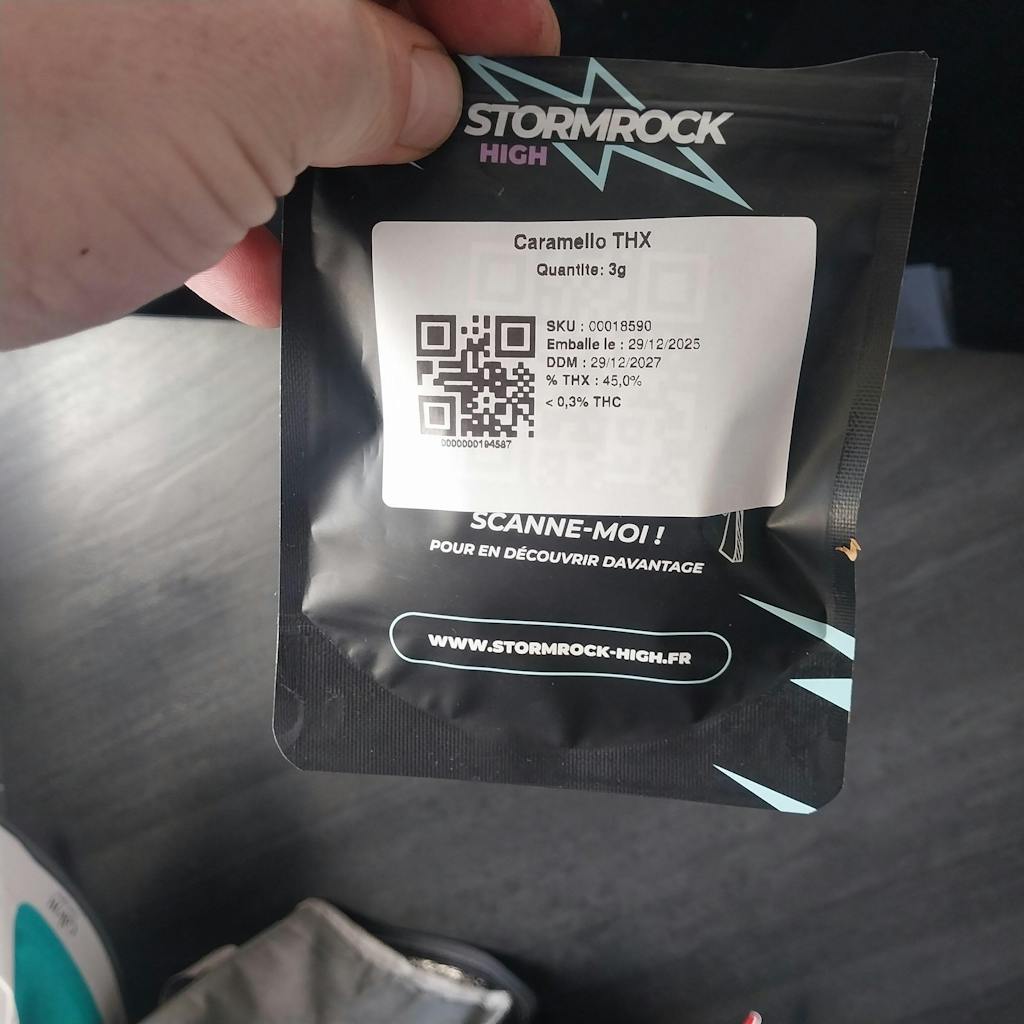 STORMROCK
HIGH
Caramello THX
Quantite: 3g
SKU : 00018590
Emballe le : 29/12/2025
DDM : 29/12/2027
% THX : 45,0%
< 0,3% THC
0000000194587
SCANNE-MOI !
POUR EN DÉCOUVRIR DAVANTAGE
WWW.STORMROCK-HIGH.FR